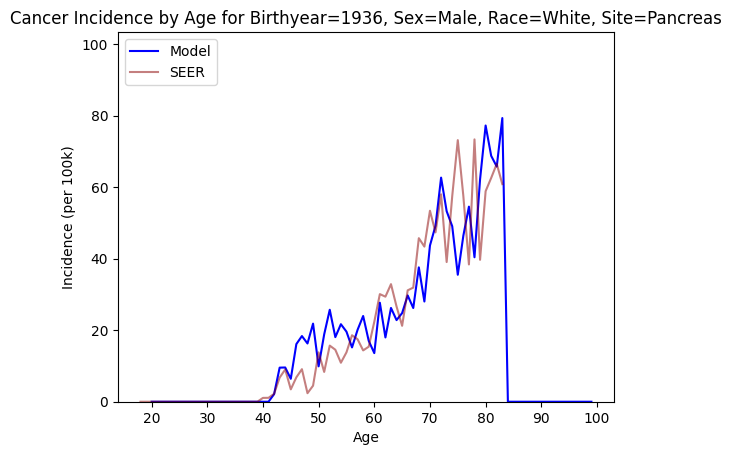 Cancer Incidence by Age for Birthyear=1936, Sex=Male, Race=White, Site=Pancreas
100
80
60
40
20
0
Incidence (per 100k)
Model
SEER
20 30 40 50 60 70 80 90 100
Age